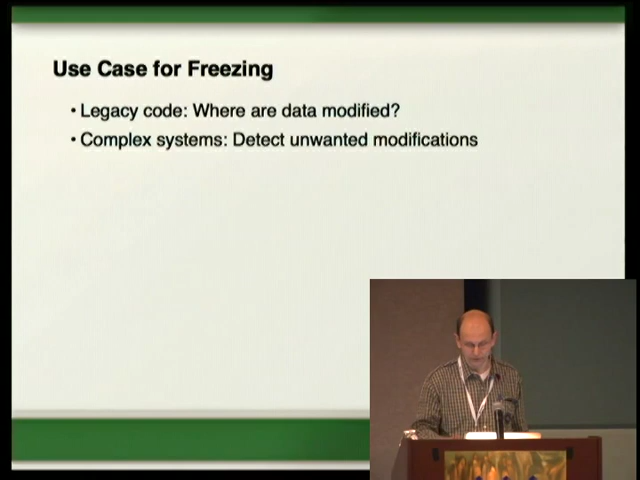 Use Case for Freezing
• Legacy code: Where are data modified?
• Complex systems: Detect unwanted modifications